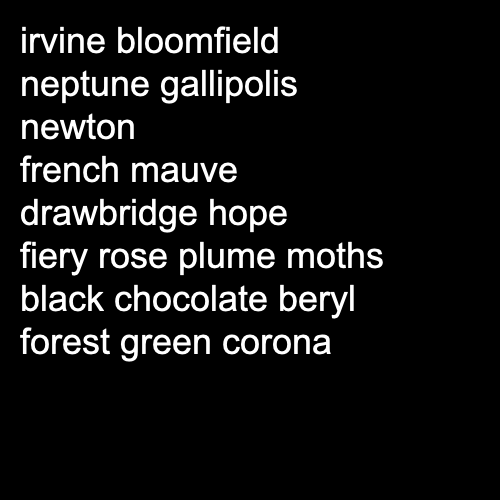 irvine bloomfield
neptune gallipolis
newton
french mauve
drawbridge hope
fiery rose plume moths
black chocolate beryl
forest green corona